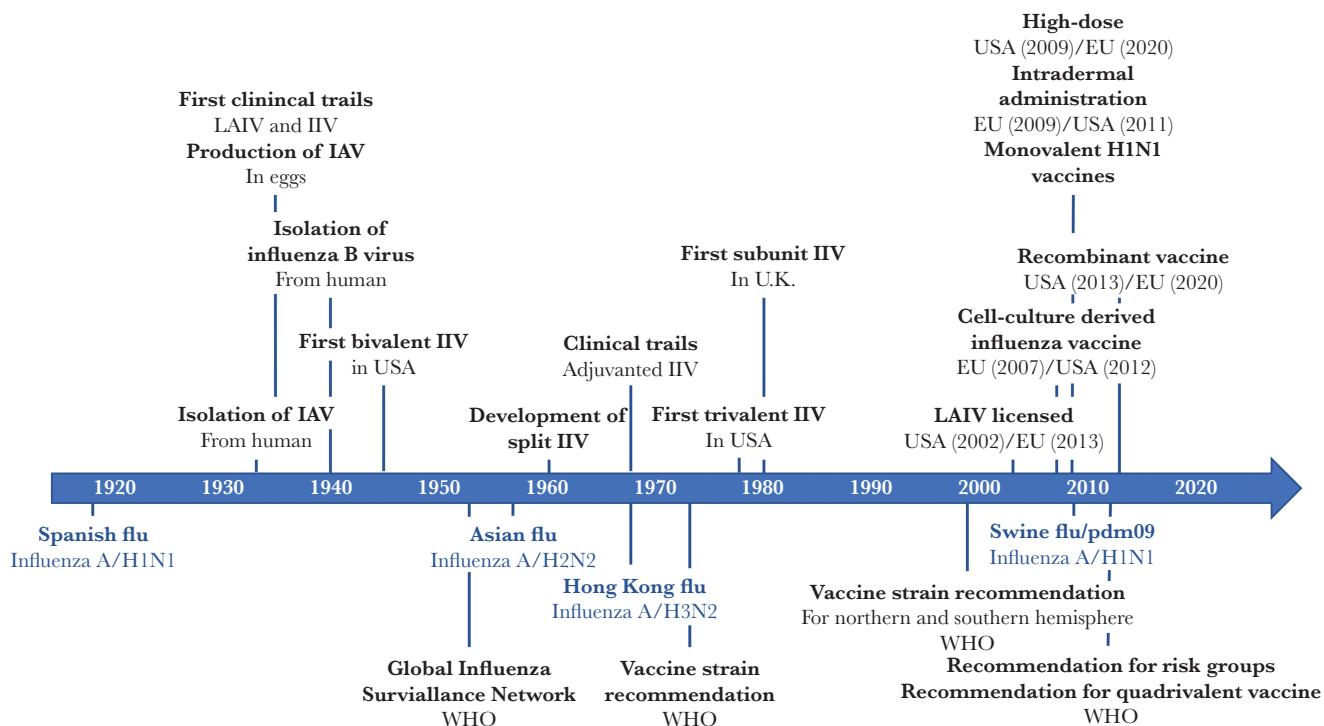 High-dose
USA (2009)/EU (2020)
Intradermal
administration
EU (2009)/USA (2011)
Monovalent H1N1
vaccines
First clinincal trails
LAIV and IIV
Production of IAV
In eggs
Isolation of
influenza B virus
From human
First subunit IIV
In U.K.
Recombinant vaccine
USA (2013)/EU (2020)
First bivalent IIV
in USA
Clinical trails
Adjuvanted IIV
Cell-culture derived
influenza vaccine
EU (2007)/USA (2012)
Isolation of IAV
From human
Development of
split IIV
First trivalent IIV
In USA
LAIV licensed
USA (2002)/EU (2013)
1920 1930 1940 1950 1960 1970 1980 1990 2000 2010 2020
Spanish flu
Influenza A/H1N1
Asian flu
Influenza A/H2N2
Swine flu/pdm09
Influenza A/H1N1
Hong Kong flu
Influenza A/H3N2
Vaccine strain recommendation
For northern and southern hemisphere
WHO
Global Influenza
Surviallance Network
WHO
Vaccine strain
recommendation
WHO
Recommendation for risk groups
Recommendation for quadrivalent vaccine
WHO